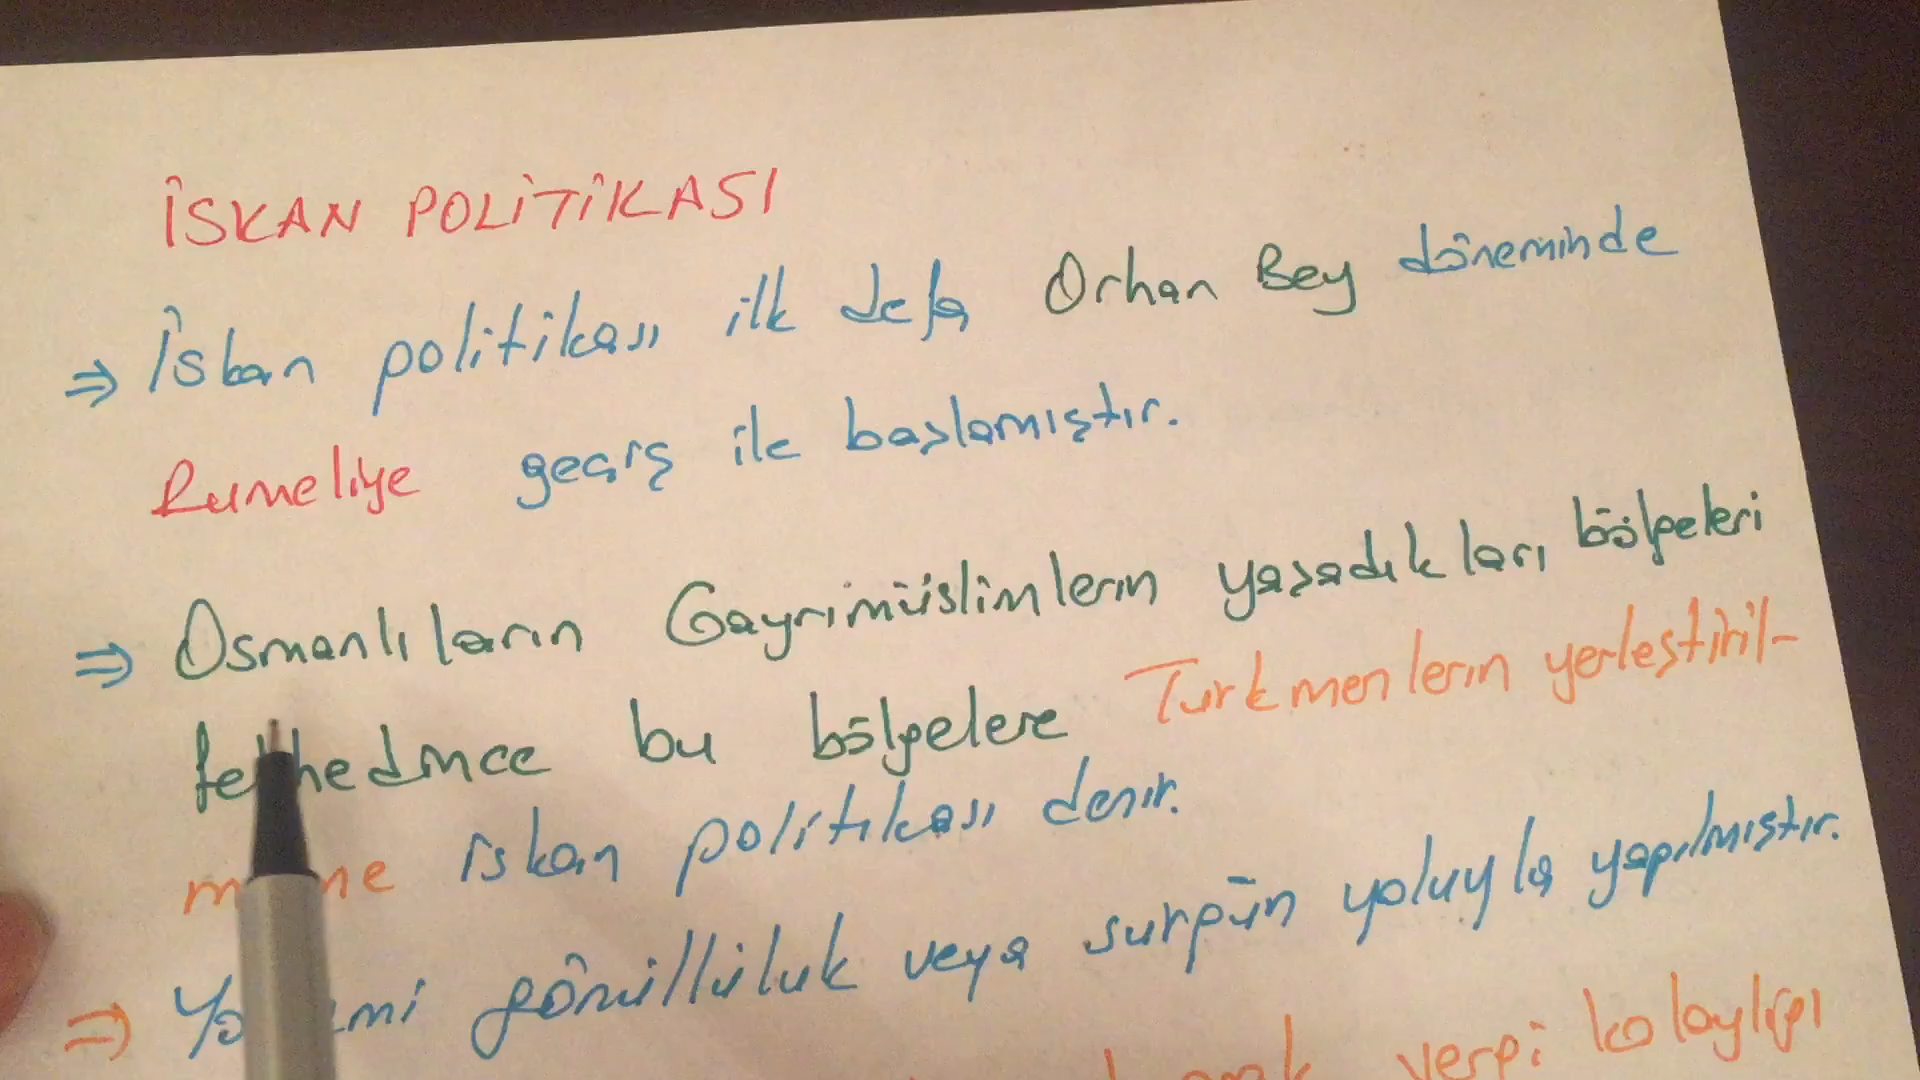 İSKAN POLİTİKASI
⇒ İskan politikası ilk defa Orhan Bey döneminde
Rumeliye geçiş ile başlamıştır.
⇒ Osmanlıların Gayrimüslimlerin yaşadıkları bölgeleri
fethedince bu bölgelere Türkmenlerin yerleştiril-
mesine iskan politikası denir.
⇒ gönüllülük veya sürgün yoluyla yapılmıştır.
vergi kolaylığı